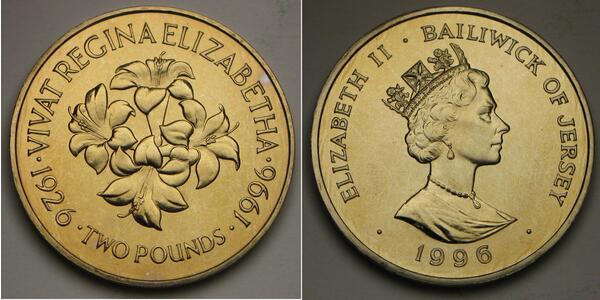 · VIVAT REGINA ELIZABETHA ·
1926 · TWO POUNDS · 1996
ELIZABETH II · BAILIWICK OF JERSEY
· 1996 ·